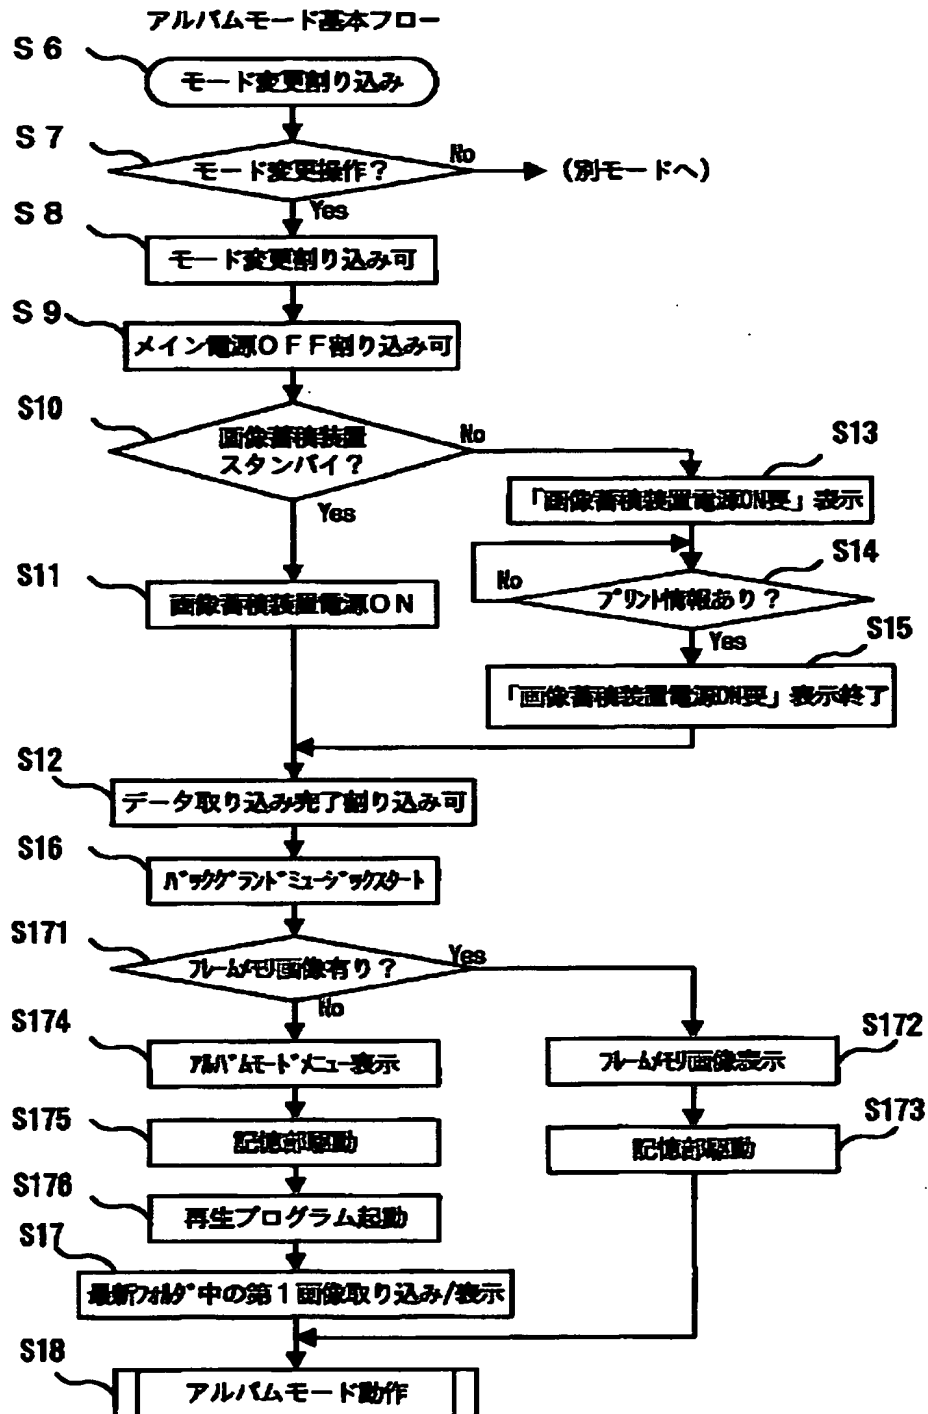 アルバムモード基本フロー
S6
モード変更割り込み
S7
モード変更操作？
No
(別モードへ)
Yes
S8
モード変更割り込み可
S9
メイン電源ＯＦＦ割り込み可
S10
画像蓄積装置
スタンバイ？
No
Yes
S13
「画像蓄積装置電源ON要」表示
S14
No
プリント情報あり？
Yes
S11
画像蓄積装置電源ＯＮ
S15
「画像蓄積装置電源ON要」表示終了
S12
データ取り込み完了割り込み可
S16
バックグランドミュージックスタート
S171
フレームメモリ画像有り？
Yes
No
S174
アルバムモードメニュー表示
S172
フレームメモリ画像表示
S175
記憶部駆動
S173
記憶部駆動
S176
再生プログラム起動
S17
最新フォルダ中の第１画像取り込み/表示
S18
アルバムモード動作